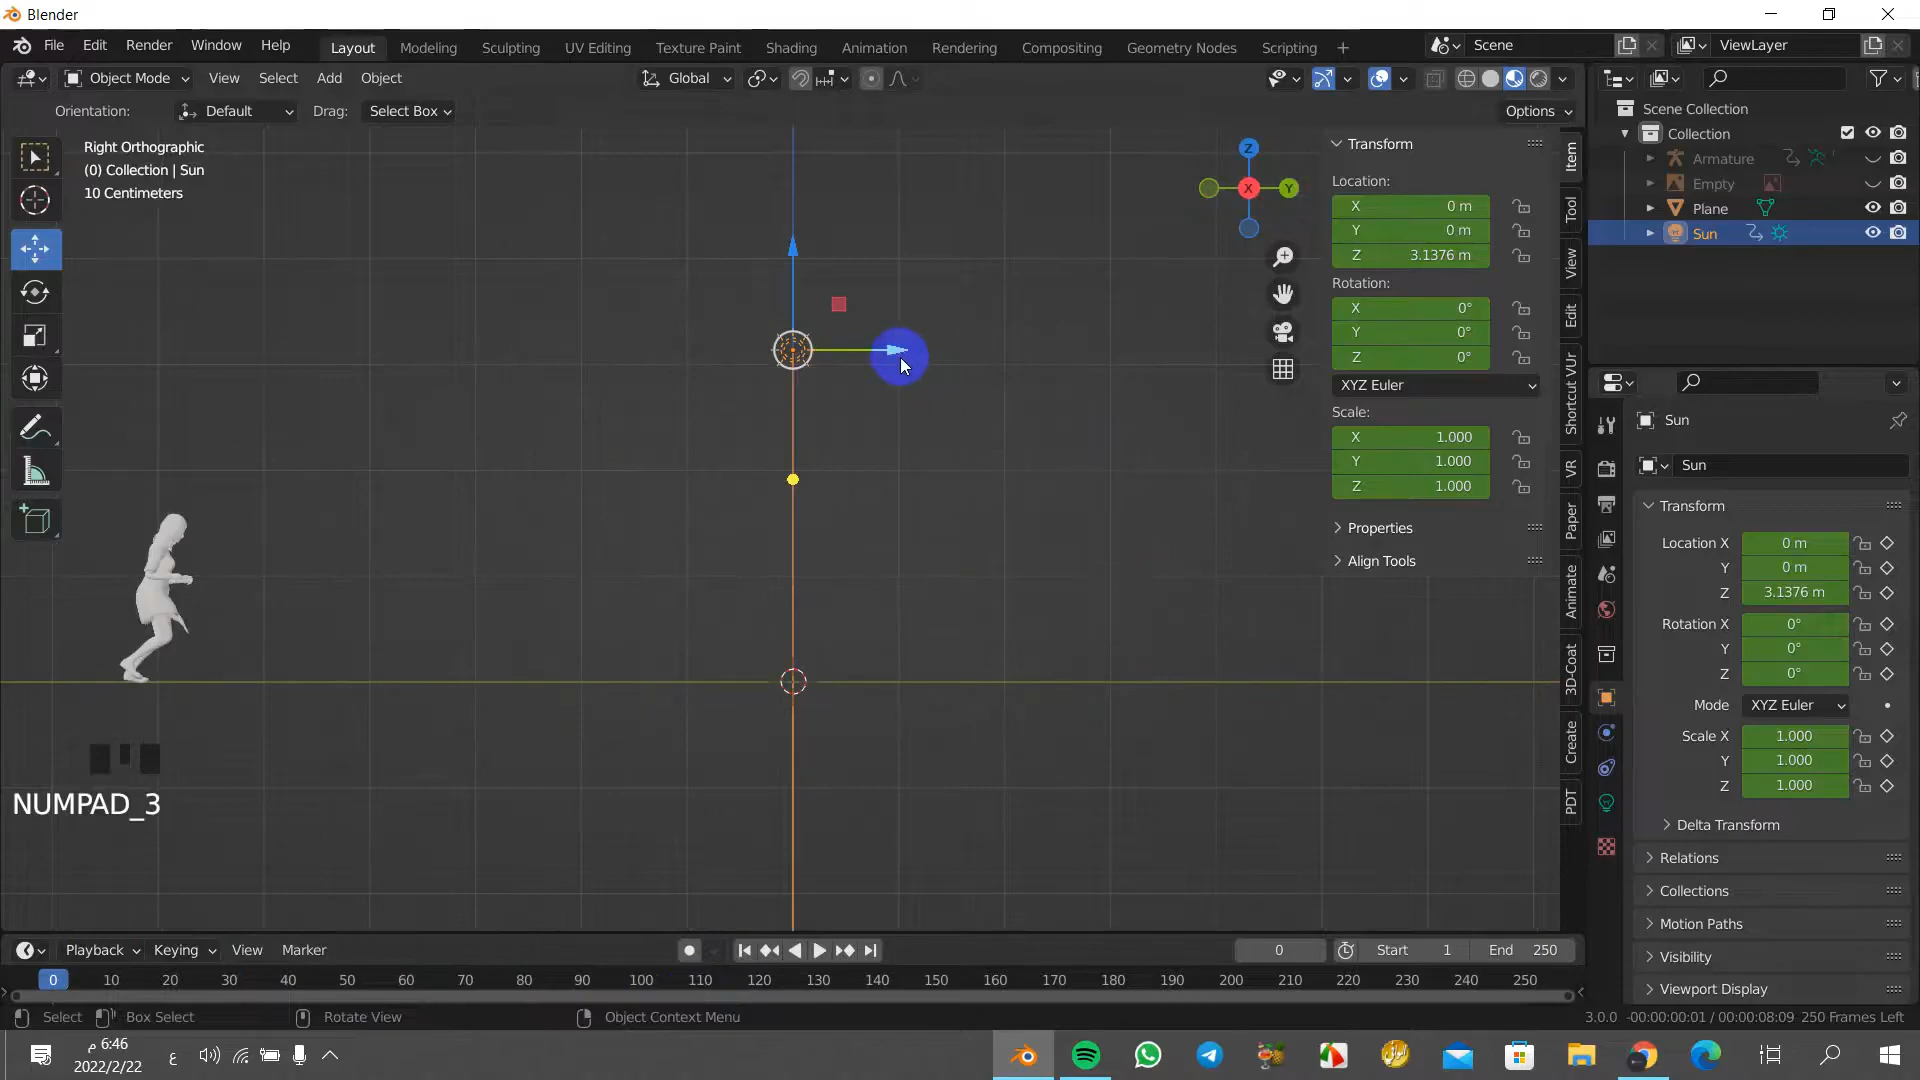 Blender
File Edit Render Window Help
Layout Modeling Sculpting UV Editing Texture Paint Shading Animation Rendering Compositing Geometry Nodes Scripting
Scene
ViewLayer
Object Mode View Select Add Object
Global
Orientation: Default Drag: Select Box
Options
Right Orthographic
(0) Collection | Sun
10 Centimeters
Z
Y
X
Transform
Location:
X 0 m
Y 0 m
Z 3.1376 m
Rotation:
X 0°
Y 0°
Z 0°
XYZ Euler
Scale:
X 1.000
Y 1.000
Z 1.000
Properties
Align Tools
Item
Tool
View
Edit
Shortcut VUr
VR
Paper
Animate
3D-Coat
Create
PDT
Scene Collection
Collection
Armature
Empty
Plane
Sun
Sun
Sun
Transform
Location X 0 m
Y 0 m
Z 3.1376 m
Rotation X 0°
Y 0°
Z 0°
Mode XYZ Euler
Scale X 1.000
Y 1.000
Z 1.000
Delta Transform
Relations
Collections
Motion Paths
Visibility
Viewport Display
NUMPAD_3
Playback Keying View Marker
0 Start 1 End 250
0 10 20 30 40 50 60 70 80 90 100 110 120 130 140 150 160 170 180 190 200 210 220 230 240 250
Select Box Select Rotate View Object Context Menu
3.0.0 -00:00:00:01 / 00:00:08:09 250 Frames Left
6:46 م
2022/2/22
ع